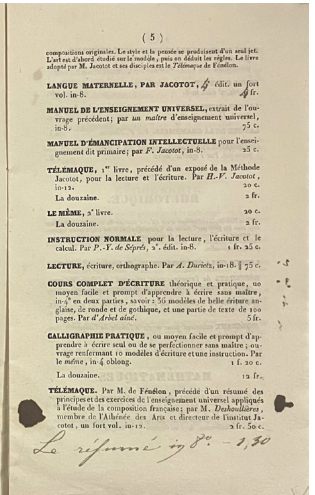 ( 5 )
compositions originales. Le style et la pensée se produisent d'un seul jet.
L'art est d'abord étudié sur le modèle, puis on déduit les règles. Le livre
adopté par M. Jacotot et ses disciples est le Télémaque de Fénélon.
LANGUE MATERNELLE, PAR JACOTOT, 4 édit. un fort
vol. in-8. 4 fr.
MANUEL DE L'ENSEIGNEMENT UNIVERSEL, extrait de l'ou-
vrage précédent; par un maître d'enseignement universel,
in-8. 75 c.
MANUEL D'ÉMANCIPATION INTELLECTUELLE pour l'ensei-
gnement dit primaire; par F. Jacotot, in-8. 25 c.
TÉLÉMAQUE, 1er livre, précédé d'un exposé de la Méthode
Jacotot, pour la lecture et l'écriture. Par H.-V. Jacotot,
in-12. 20 c.
La douzaine. 2 fr.
LE MÊME, 2e livre. 20 c.
La douzaine. 2 fr.
INSTRUCTION NORMALE pour la lecture, l'écriture et le
calcul. Par P.-Y. de Séprés, 2e. édit. in-8. 1 fr. 25 c.
LECTURE, écriture, orthographe. Par A. Durietz, in-18. 75 c.
COURS COMPLET D'ÉCRITURE théorique et pratique, ou
moyen facile et prompt d'apprendre à écrire sans maître,
in-4° en deux parties, savoir : 56 modèles de belle ériture an-
glaise, de ronde et de gothique, et une partie de texte de 100
pages. Par d'Arbel aîné. 5 fr.
CALLIGRAPHIE PRATIQUE, ou moyen facile et prompt d'ap-
prendre à écrire seul ou de se perfectionner sans maître; ou-
vrage renfermant 10 modèles d'écriture et une instruction. Par
le même, in-4 oblong. 1 f. 20 c.
La douzaine. 12 fr.
TÉLÉMAQUE. Par M. de Fénélon, précédé d'un résumé des
principes et des exercices de l'enseignement universel appliqués
à l'étude de la composition française; par M. Deshoullières,
membre de l'Athénée des Arts et directeur de l'institut Ja-
cotot, un fort vol. in-12. 2 fr. 50 c.
Le résumé in 8° – 1,50